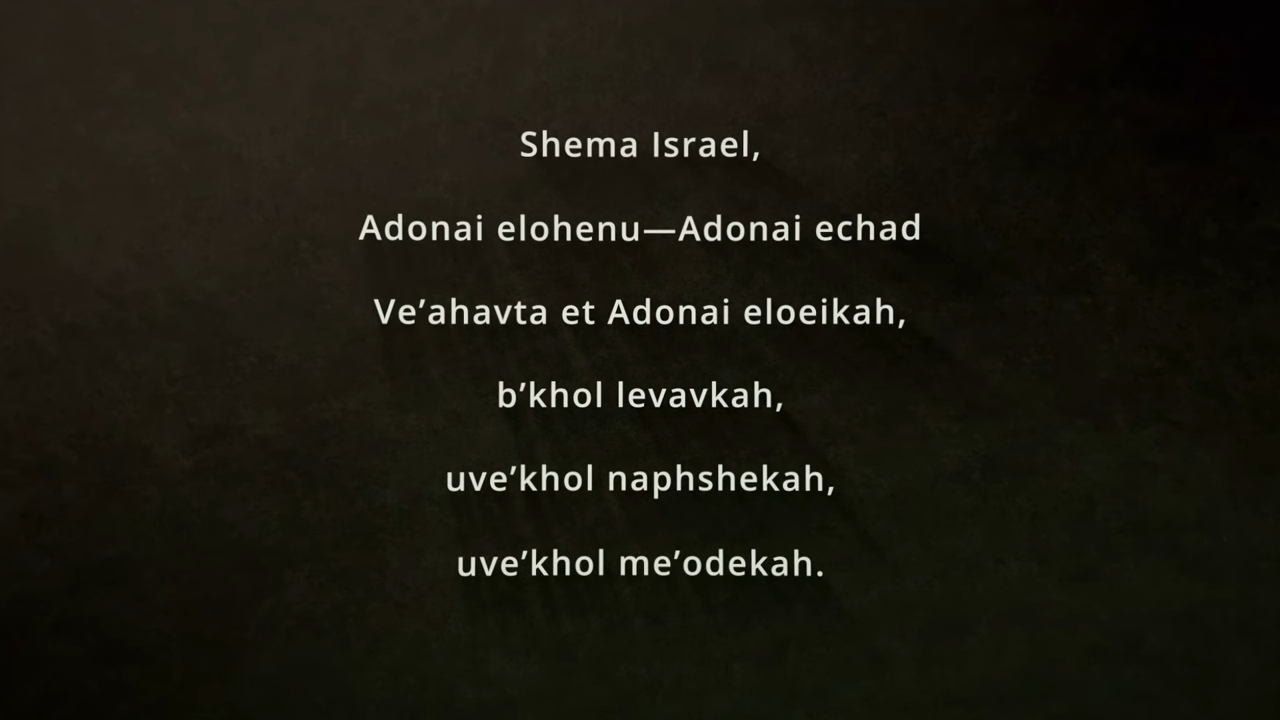 Shema Israel,
Adonai elohenu—Adonai echad
Ve’ahavta et Adonai eloeikah,
b’khol levavkah,
uve’khol naphshekah,
uve’khol me’odekah.